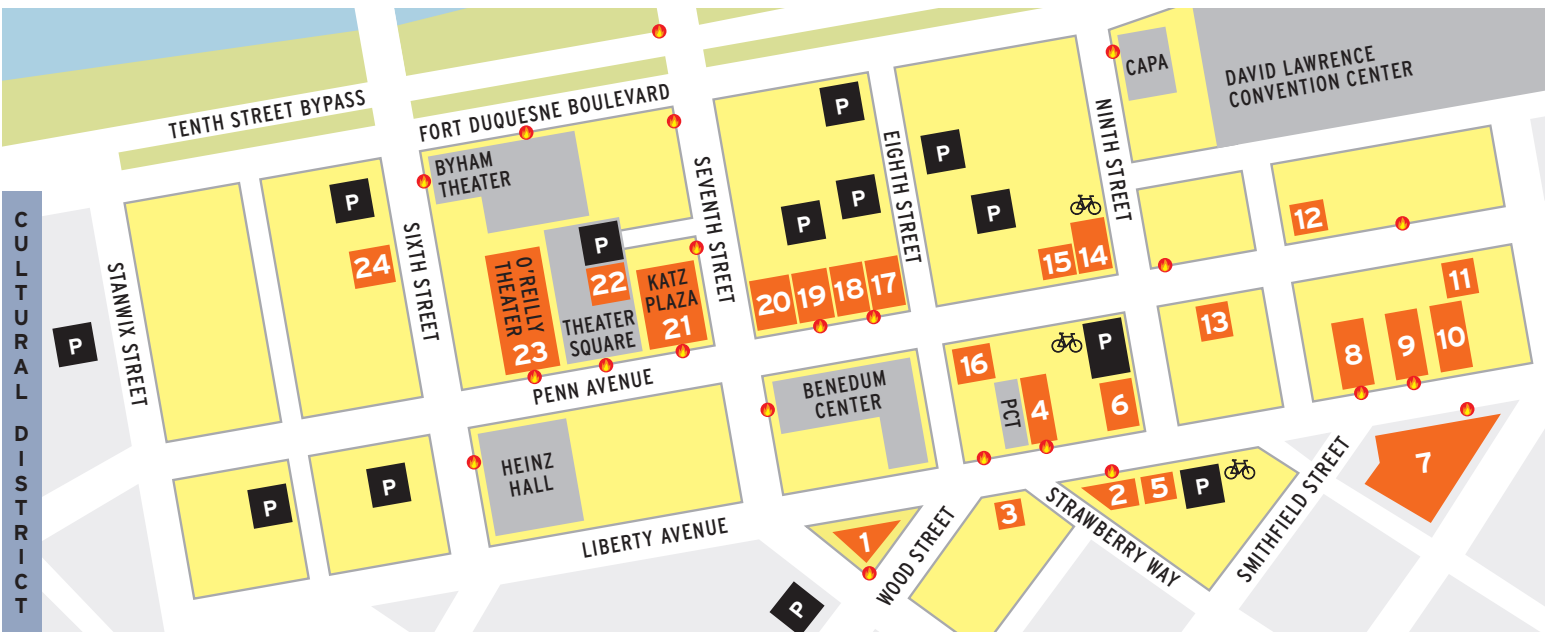 CULTURAL DISTRICT
TENTH STREET BYPASS
FORT DUQUESNE BOULEVARD
STANWIX STREET
SIXTH STREET
SEVENTH STREET
EIGHTH STREET
NINTH STREET
CAPA
DAVID LAWRENCE
CONVENTION CENTER
BYHAM
THEATER
O'REILLY
THEATER
23
P
22
THEATER
SQUARE
KATZ
PLAZA
21
P
24
P
P
P
P
P
P
20
19
18
17
P
P
15
14
12
11
13
8
9
10
PENN AVENUE
HEINZ
HALL
BENEDUM
CENTER
16
PCT
4
P
6
LIBERTY AVENUE
1
WOOD STREET
3
STRAWBERRY WAY
2
5
P
SMITHFIELD STREET
7
P